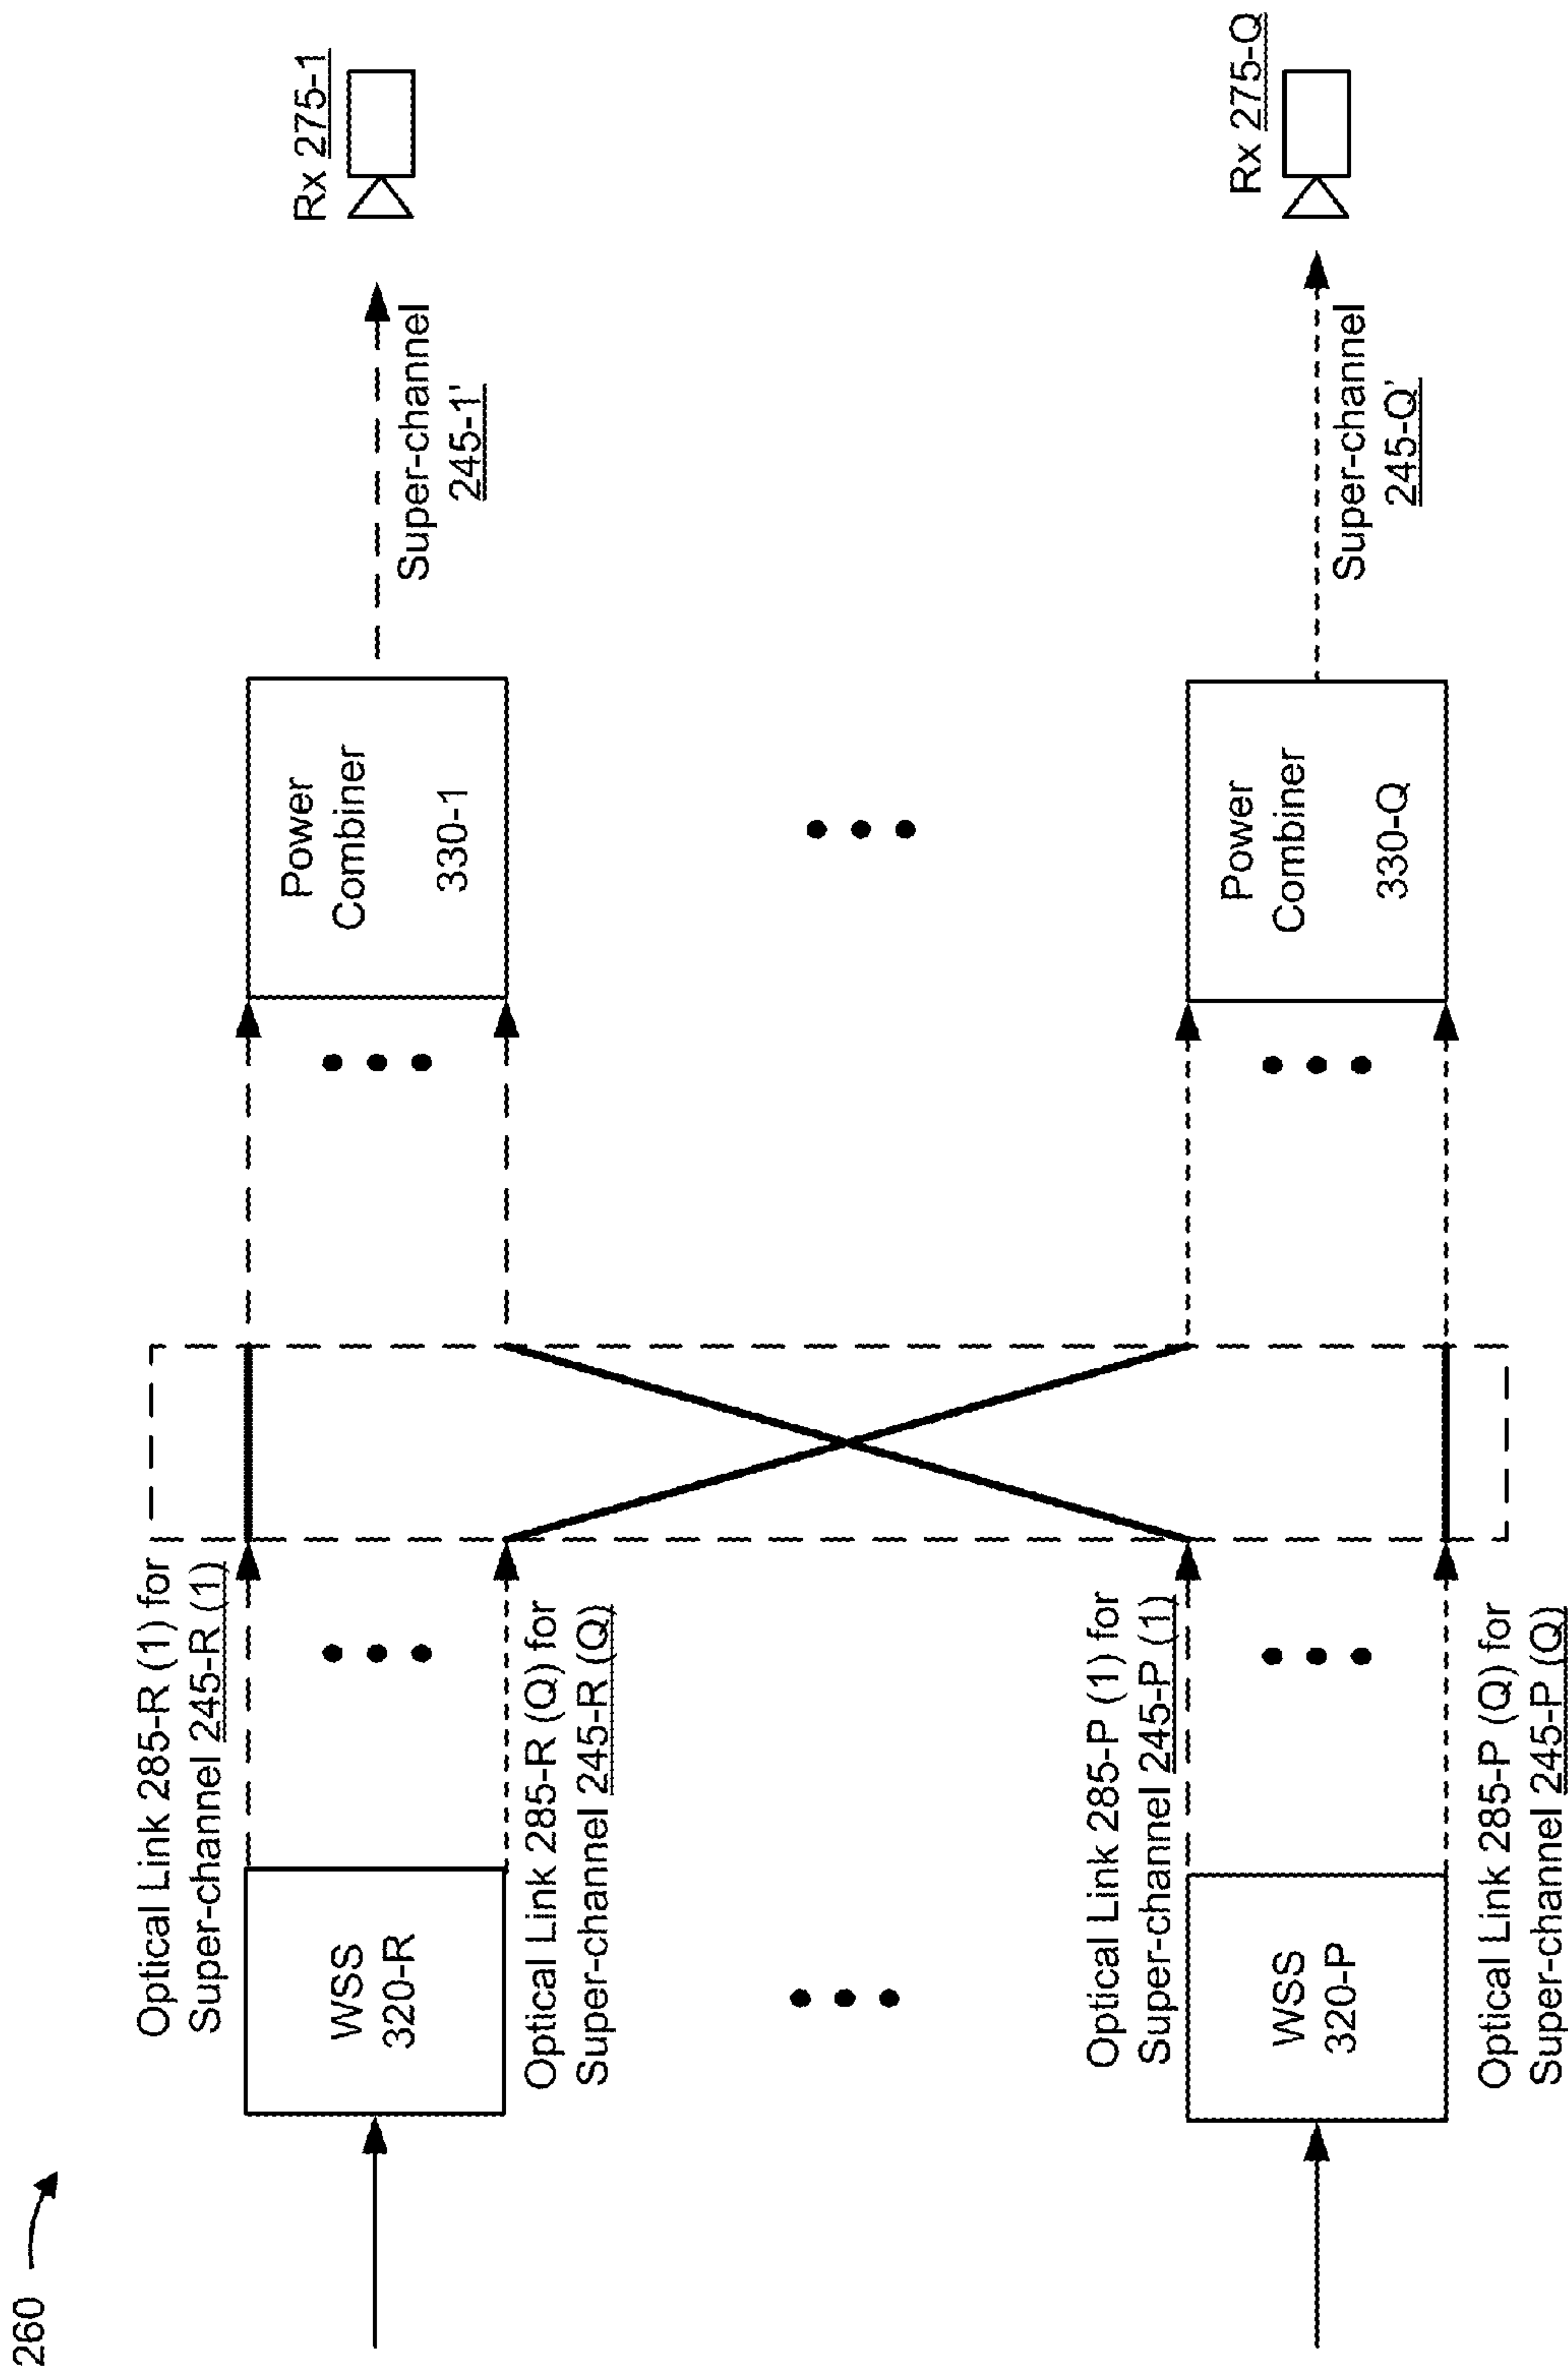 260
WSS
320-R
Optical Link 285-R (1) for
Super-channel 245-R (1)
Optical Link 285-R (Q) for
Super-channel 245-R (Q)
Power
Combiner
330-1
Super-channel
245-1'
Rx 275-1
WSS
320-P
Optical Link 285-P (1) for
Super-channel 245-P (1)
Optical Link 285-P (Q) for
Super-channel 245-P (Q)
Power
Combiner
330-Q
Super-channel
245-Q'
Rx 275-Q